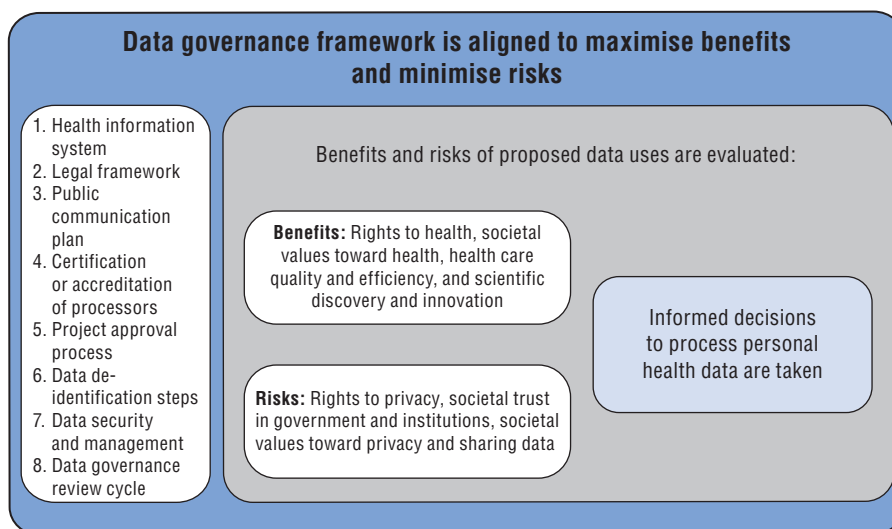 Data governance framework is aligned to maximise benefits
and minimise risks
1. Health information
system
2. Legal framework
3. Public
communication
plan
4. Certification
or accreditation
of processors
5. Project approval
process
6. Data de-
identification steps
7. Data security
and management
8. Data governance
review cycle
Benefits and risks of proposed data uses are evaluated:
Benefits: Rights to health, societal
values toward health, health care
quality and efficiency, and scientific
discovery and innovation
Risks: Rights to privacy, societal trust
in government and institutions, societal
values toward privacy and sharing data
Informed decisions
to process personal
health data are taken